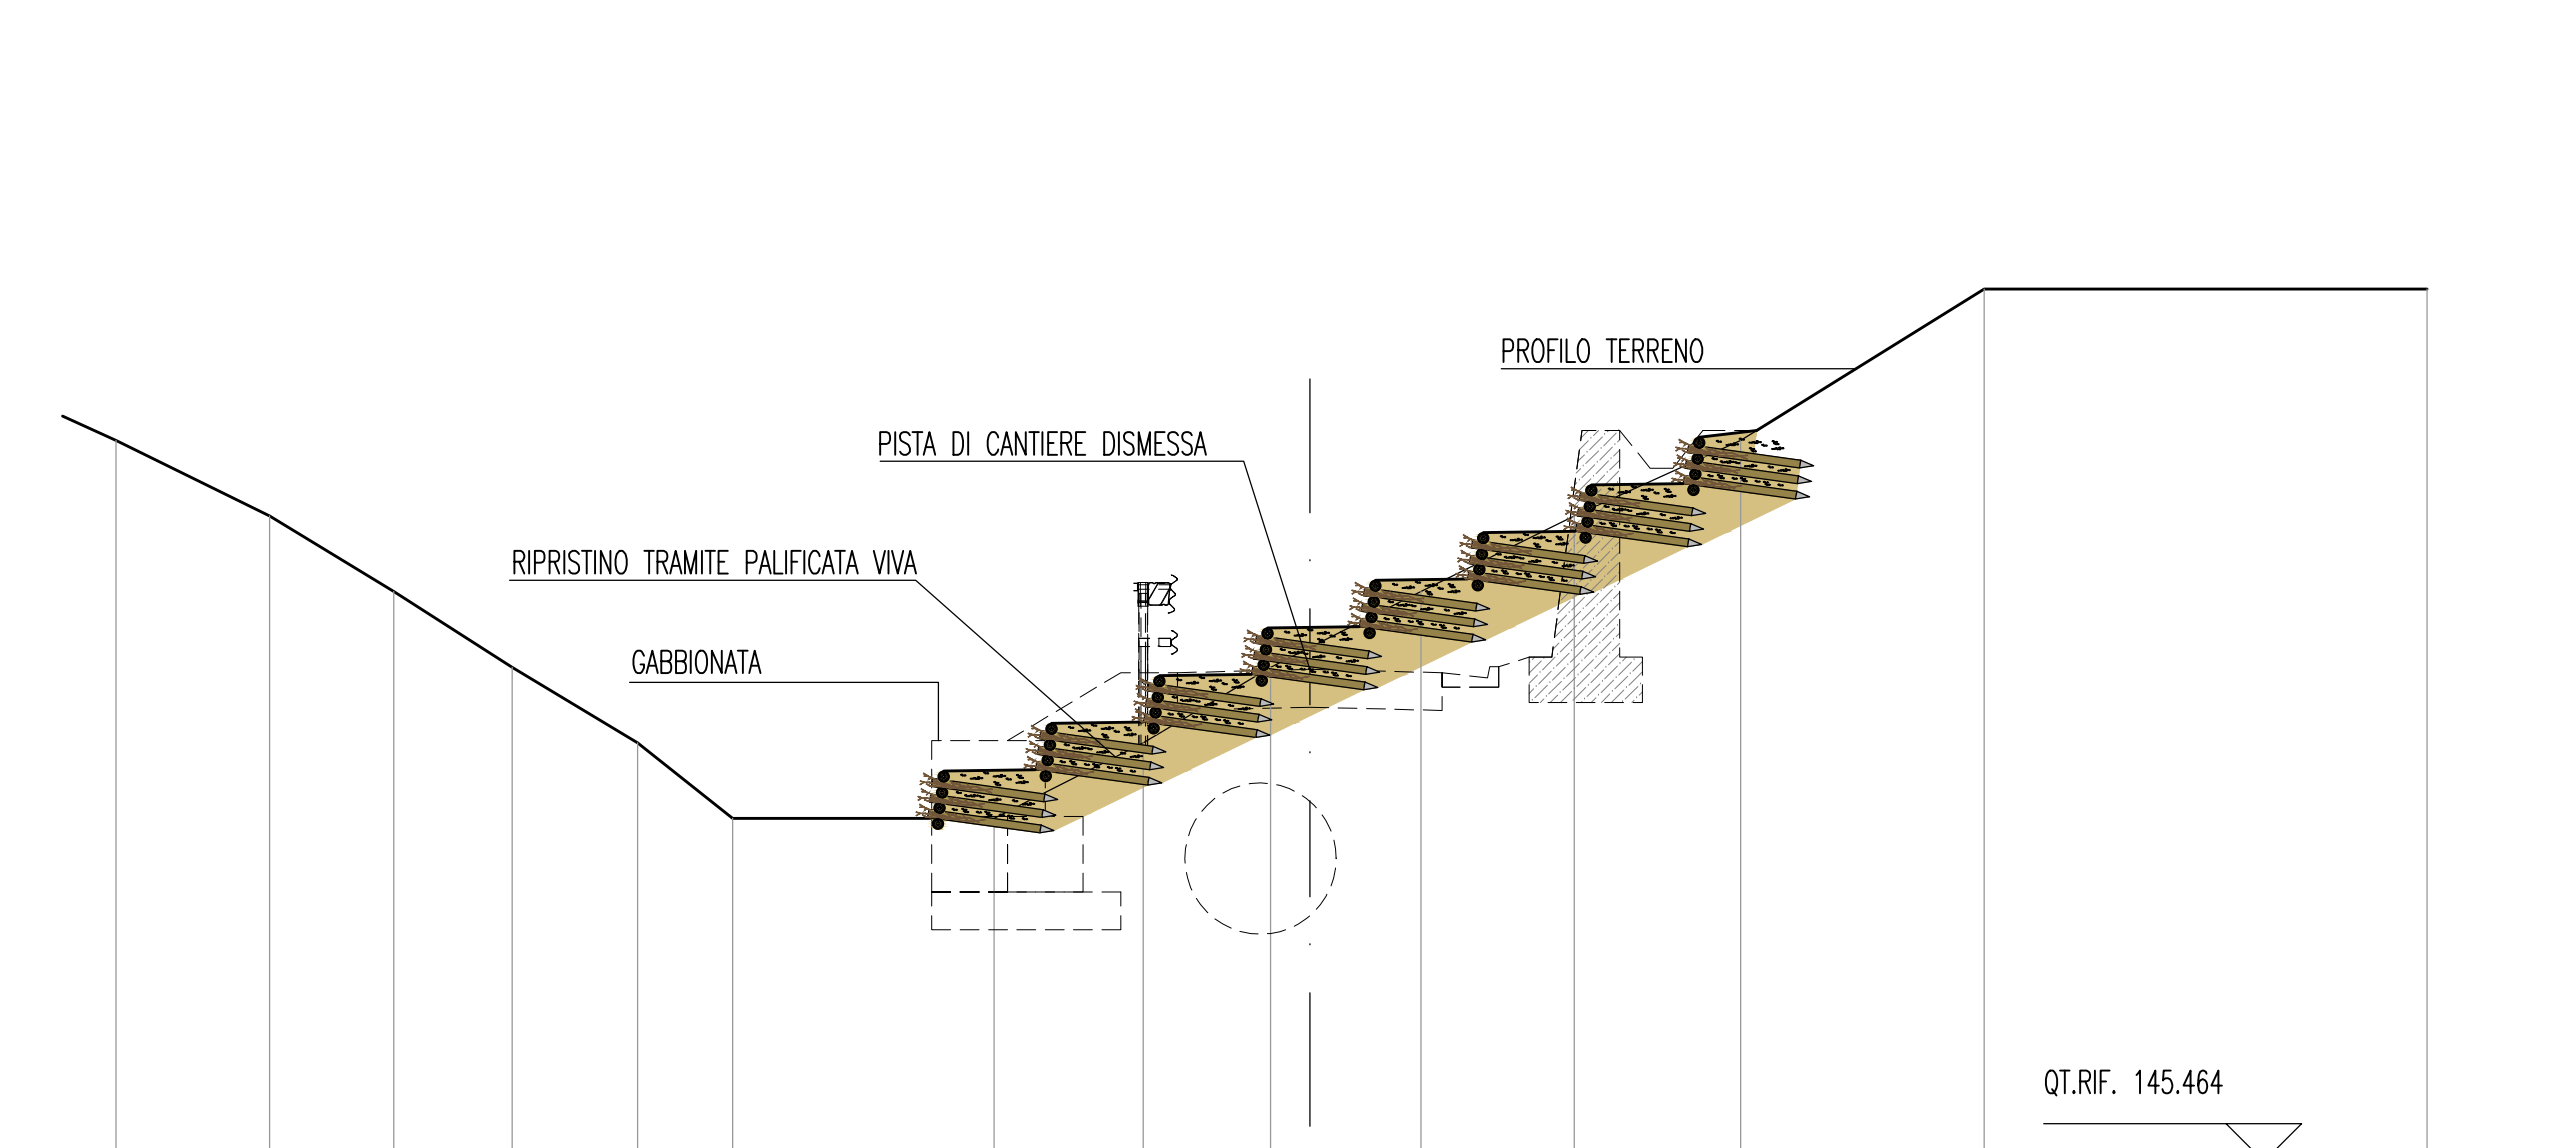 PROFILO TERRENO
PISTA DI CANTIERE DISMESSA
RIPRISTINO TRAMITE PALIFICATA VIVA
GABBIONATA
QT.RIF. 145.464